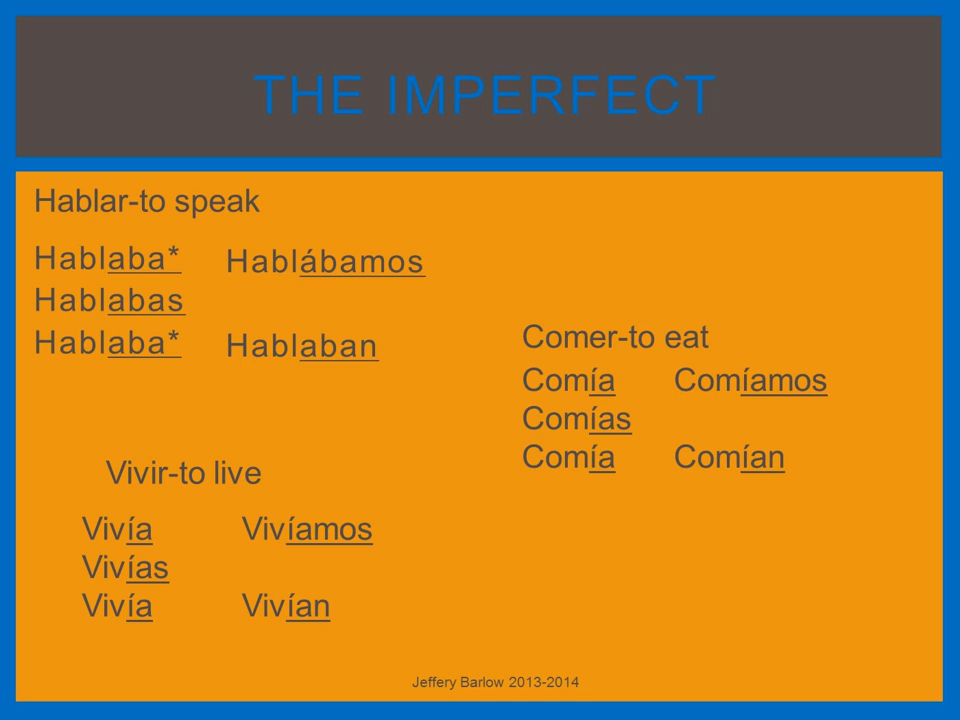 THE IMPERFECT
Hablar-to speak
Hablaba* Hablábamos
Hablabas
Hablaba* Hablaban
Comer-to eat
Comía Comíamos
Comías
Comía Comían
Vivir-to live
Vivía Vivíamos
Vivías
Vivía Vivían
Jeffery Barlow 2013-2014